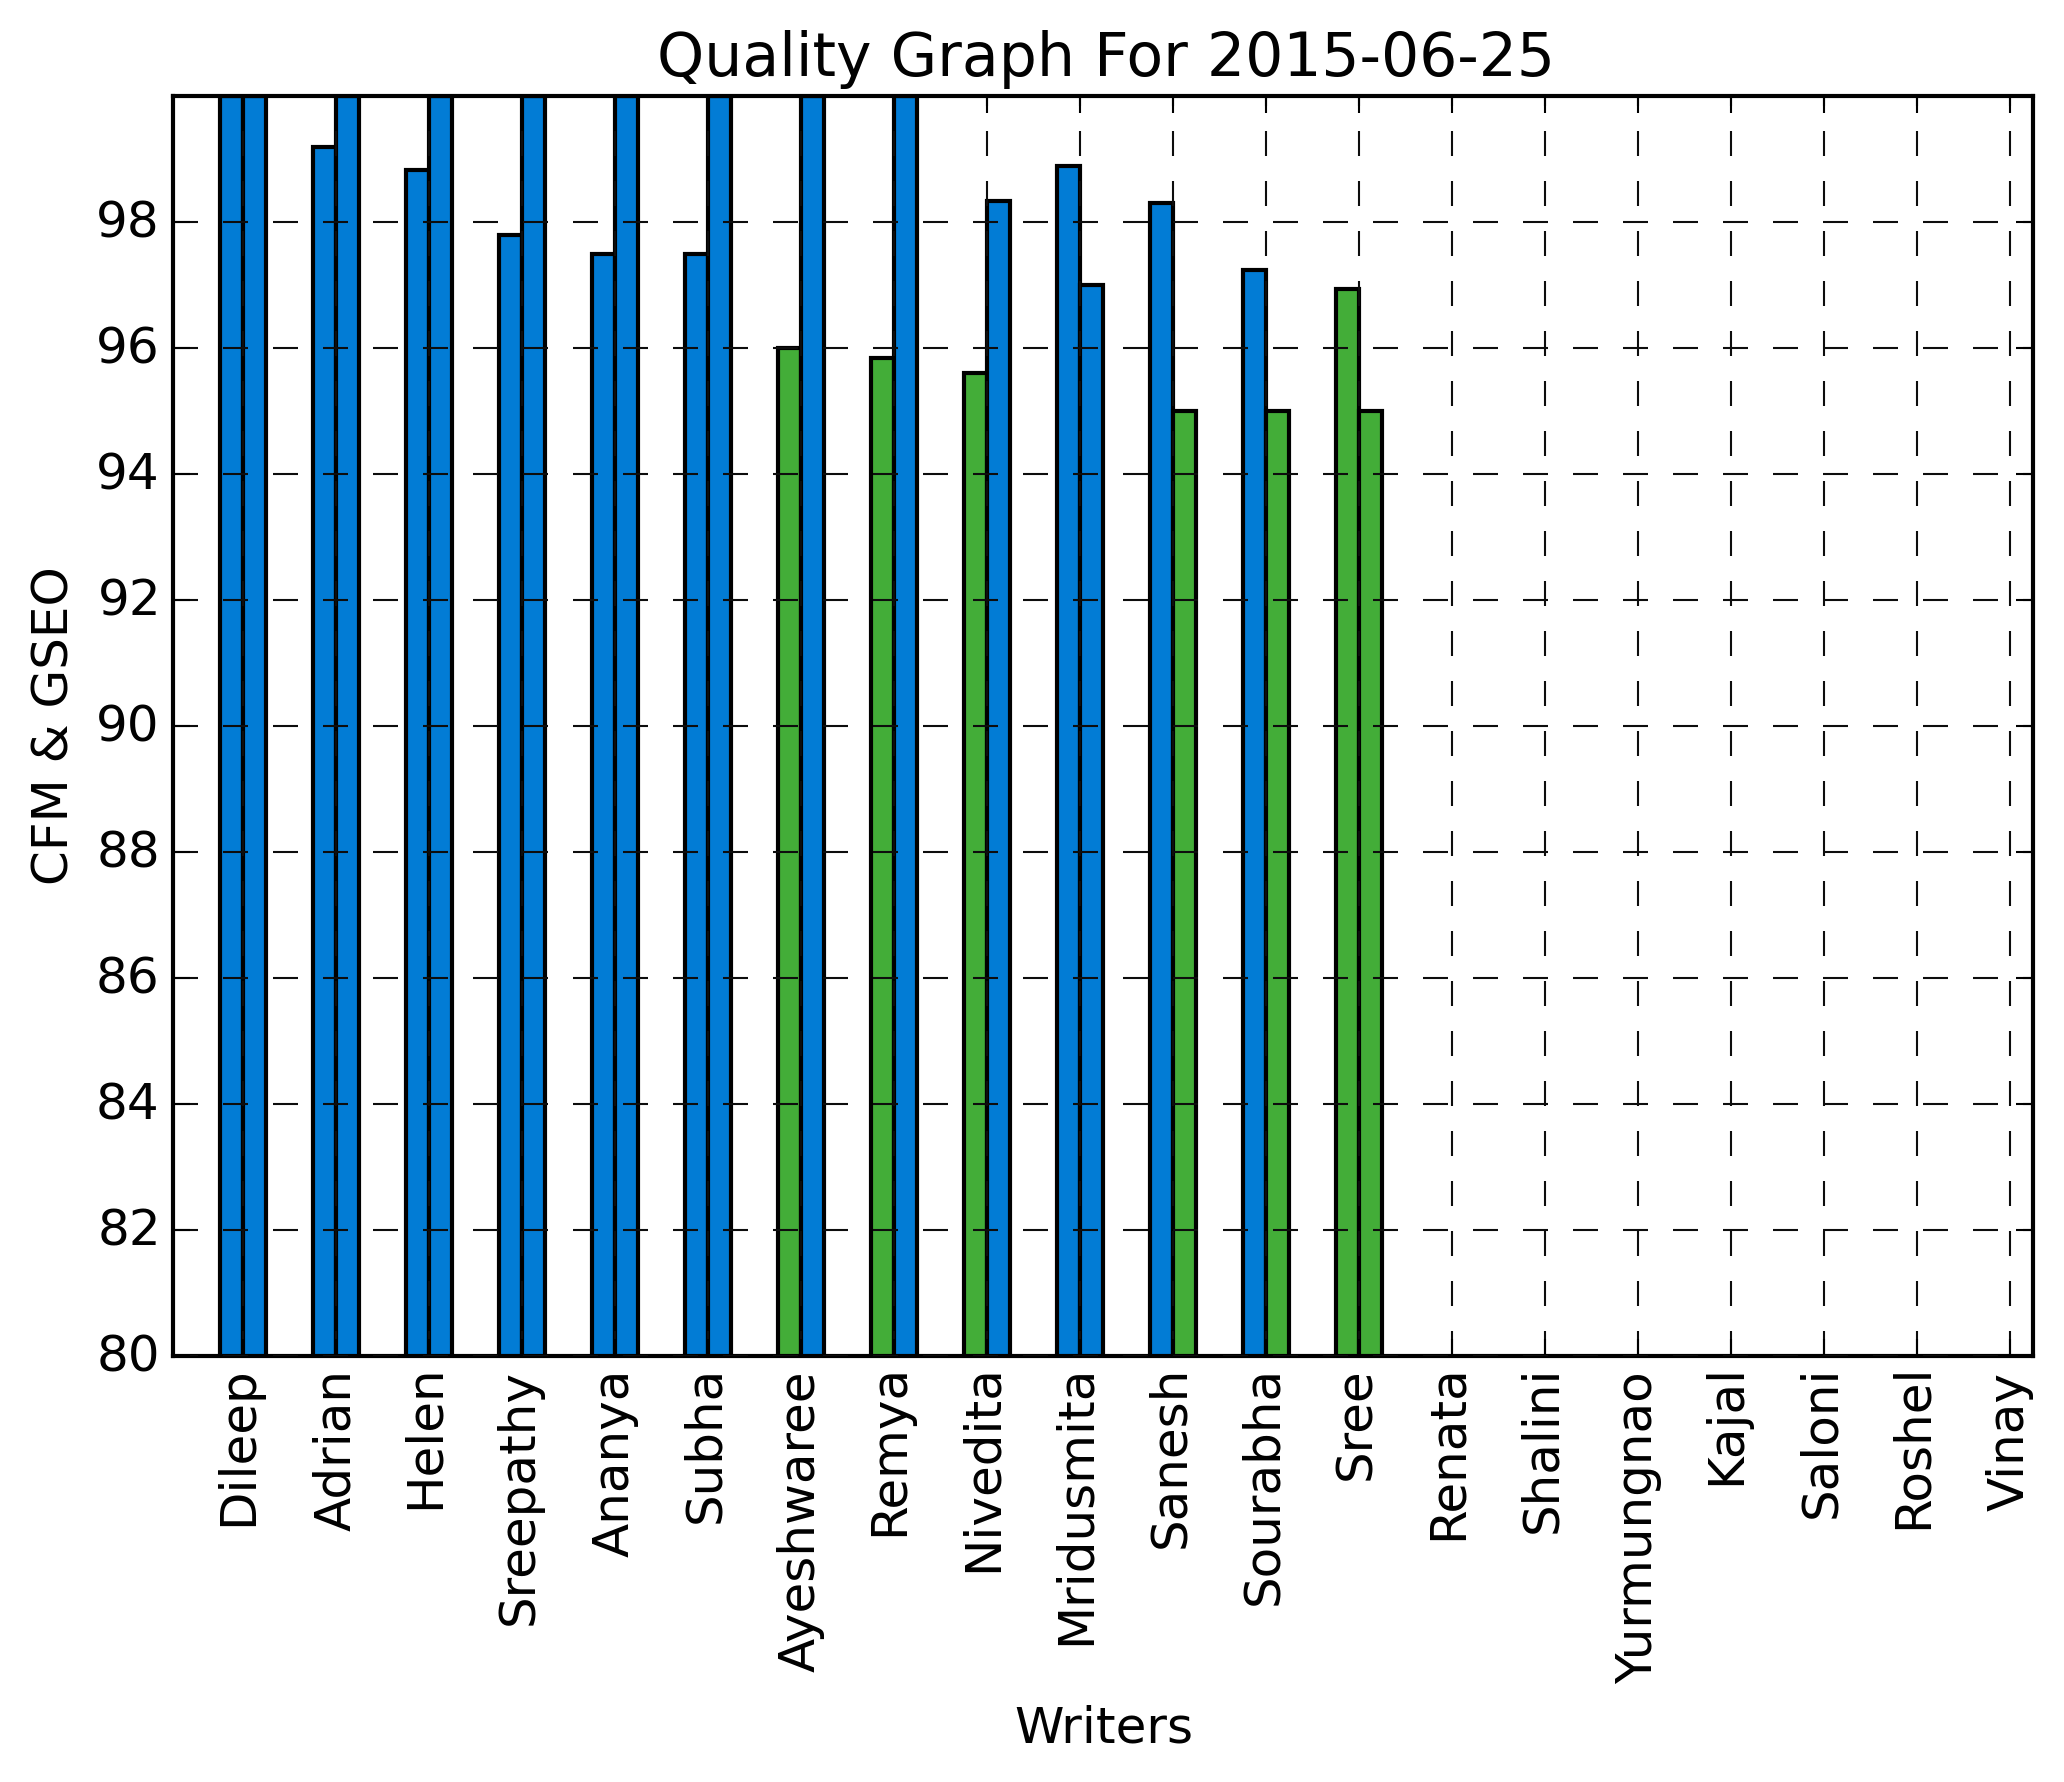 Quality Graph For 2015-06-25
CFM & GSEO
98
96
94
92
90
88
86
84
82
80
Dileep
Adrian
Helen
Sreepathy
Ananya
Subha
Ayeshwaree
Remya
Nivedita
Mridusmita
Sanesh
Sourabha
Sree
Renata
Shalini
Yurmungnao
Kajal
Saloni
Roshel
Vinay
Writers